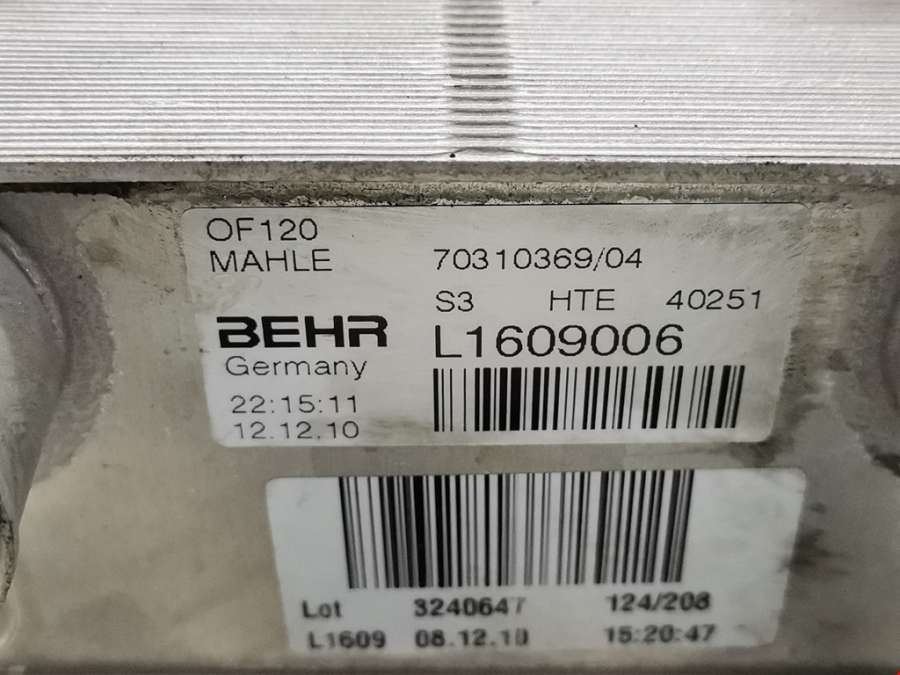 OF120
MAHLE 70310369/04
S3 HTE 40251
BEHR L1609006
Germany
22:15:11
12.12.10
Lot 3240647 124/208
L1609 08.12.10 15:20:47